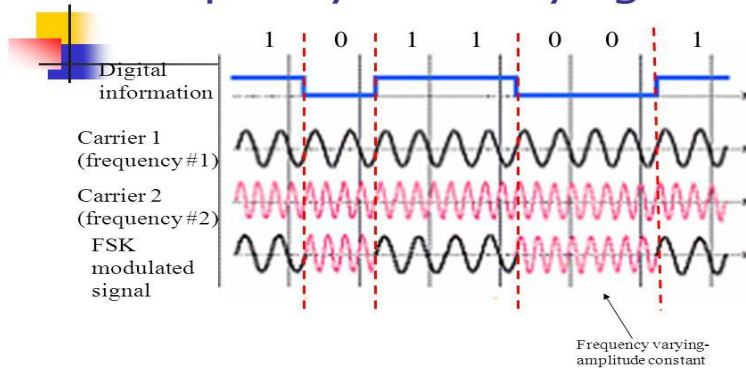 1 0 1 1 0 0 1
Digital
information
Carrier 1
(frequency #1)
Carrier 2
(frequency #2)
FSK
modulated
signal
Frequency varying-
amplitude constant